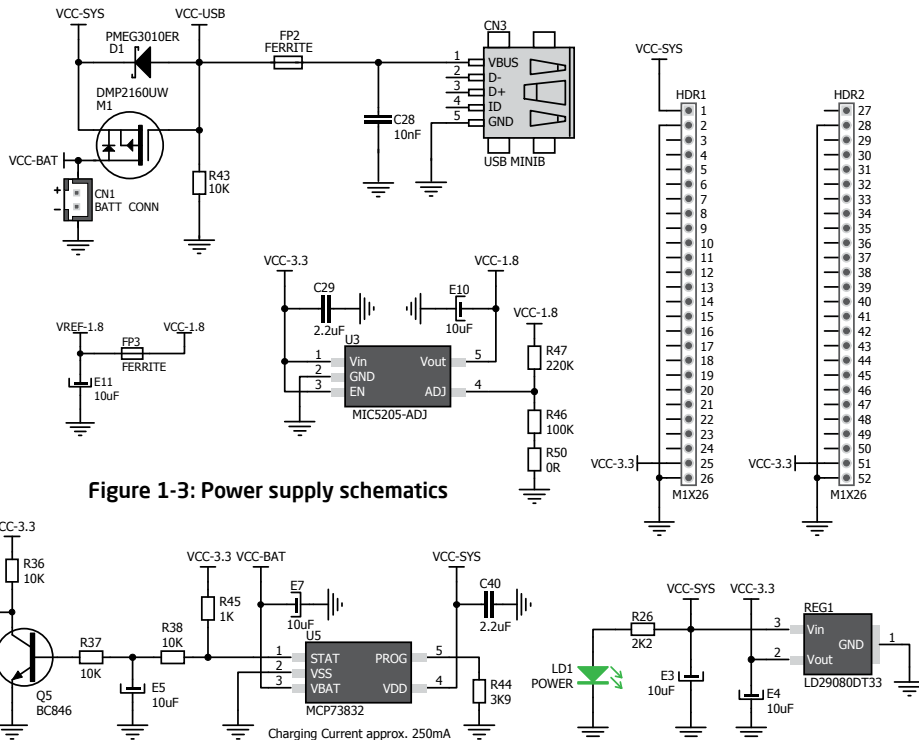 VCC-SYS
VCC-USB
PMEG3010ER
D1
DMP2160UW
M1
VCC-BAT
+
-
CN1
BATT CONN
R43
10K
FP2
FERRITE
C28
10nF
CN3
1
2
3
4
5
VBUS
D-
D+
ID
GND
USB MINIB
VCC-SYS
HDR1
1
2
3
4
5
6
7
8
9
10
11
12
13
14
15
16
17
18
19
20
21
22
23
24
25
26
VCC-3.3
M1X26
HDR2
27
28
29
30
31
32
33
34
35
36
37
38
39
40
41
42
43
44
45
46
47
48
49
50
51
52
VCC-3.3
M1X26
VREF-1.8
VCC-1.8
FP3
FERRITE
E11
10uF
VCC-3.3
C29
2.2uF
E10
10uF
VCC-1.8
U3
1
2
3
Vin
GND
EN
Vout
ADJ
5
4
MIC5205-ADJ
VCC-1.8
R47
220K
R46
100K
R50
0R
Figure 1-3: Power supply schematics
CC-3.3
R36
10K
Q5
BC846
R37
10K
R38
10K
E5
10uF
VCC-3.3
R45
1K
VCC-BAT
E7
10uF
U5
1
2
3
STAT
VSS
VBAT
PROG
VDD
5
4
MCP73832
VCC-SYS
C40
2.2uF
R44
3K9
Charging Current approx. 250mA
R26
2K2
LD1
POWER
VCC-SYS
E3
10uF
VCC-3.3
E4
10uF
REG1
3
2
Vin
Vout
GND
1
LD29080DT33